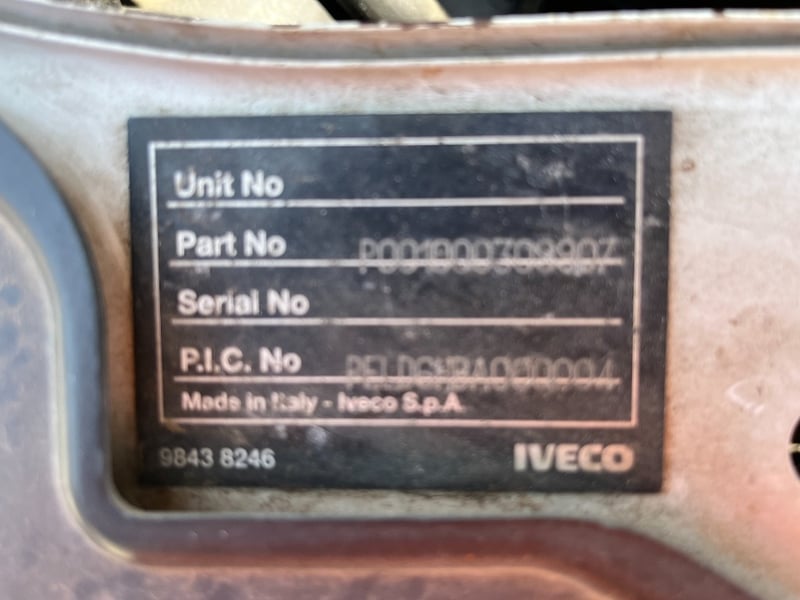 Unit No
Part No
Serial No
P.I.C. No
Made in Italy - Iveco S.p.A.
9843 8246 IVECO